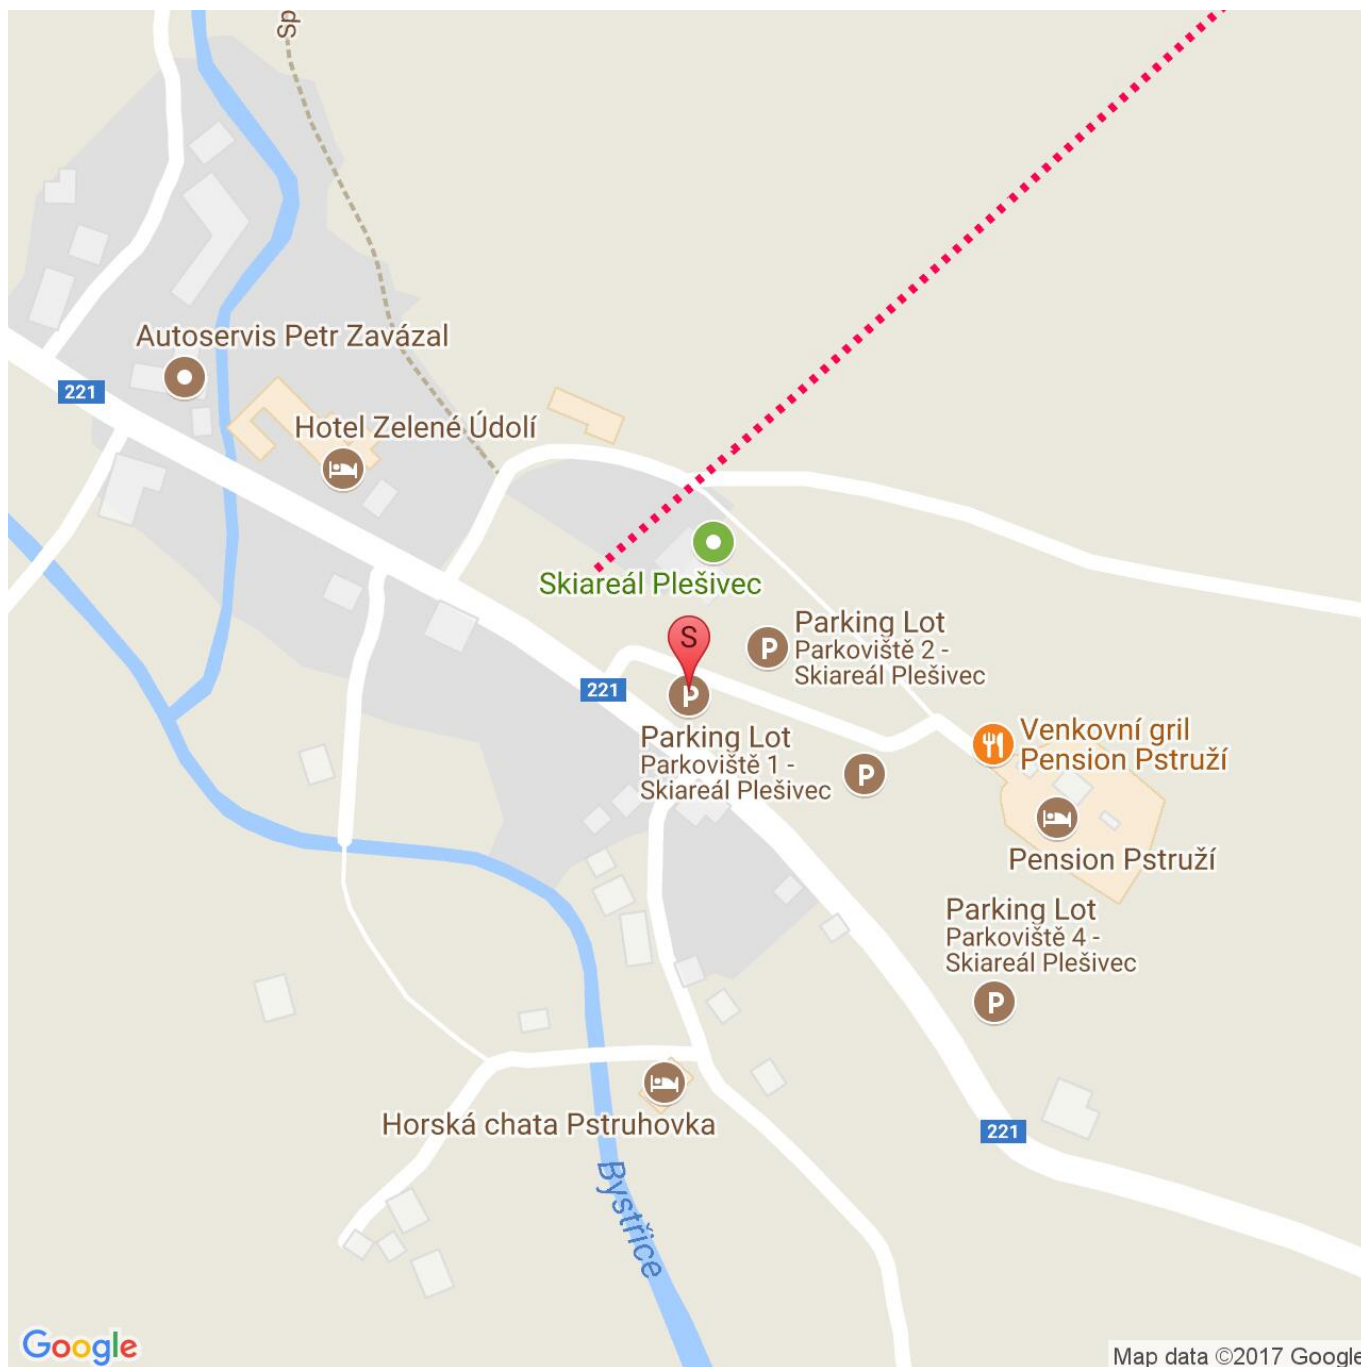 Sp
Autoservis Petr Zavázal
221
Hotel Zelené Údolí
Skiareál Plešivec
S
P
Parking Lot
Parkoviště 2 -
Skiareál Plešivec
221
P
Parking Lot
Parkoviště 1 -
Skiareál Plešivec
P
Venkovní gril
Pension Pstruží
Pension Pstruží
Parking Lot
Parkoviště 4 -
Skiareál Plešivec
P
Horská chata Pstruhovka
221
Bystřice
Google
Map data ©2017 Google